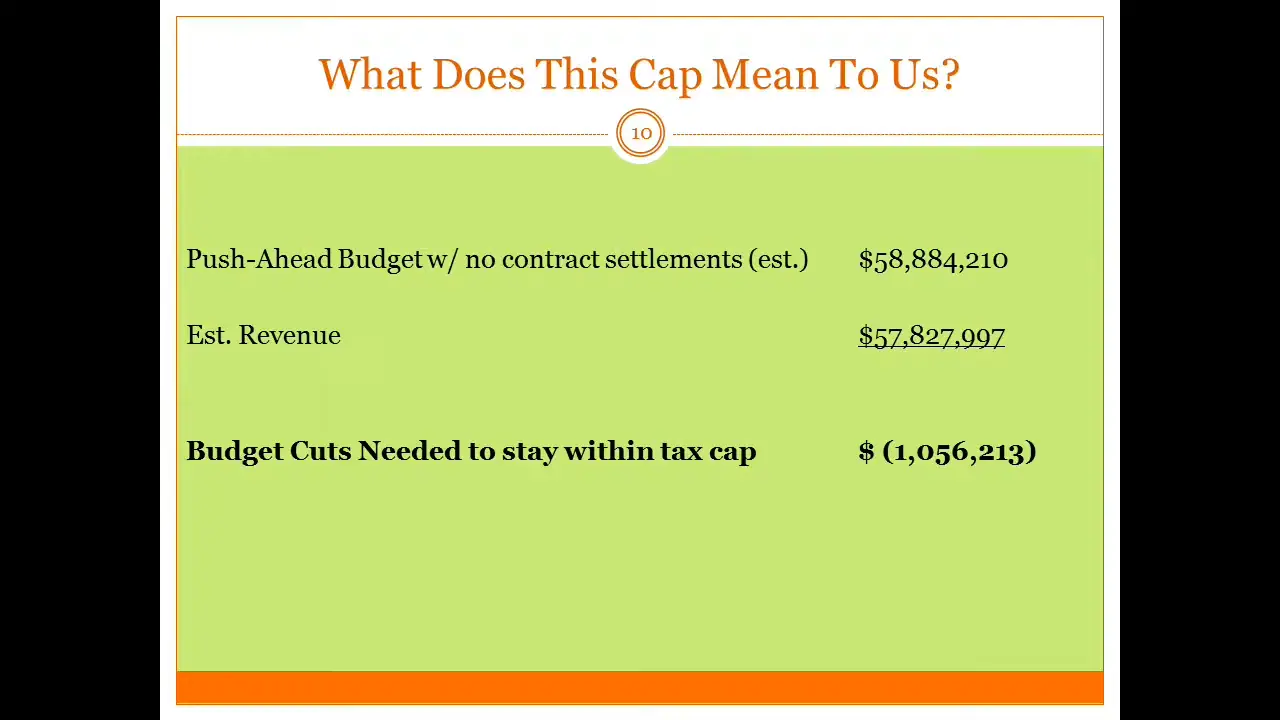 What Does This Cap Mean To Us?
10
Push-Ahead Budget w/ no contract settlements (est.) $58,884,210
Est. Revenue $57,827,997
Budget Cuts Needed to stay within tax cap $ (1,056,213)